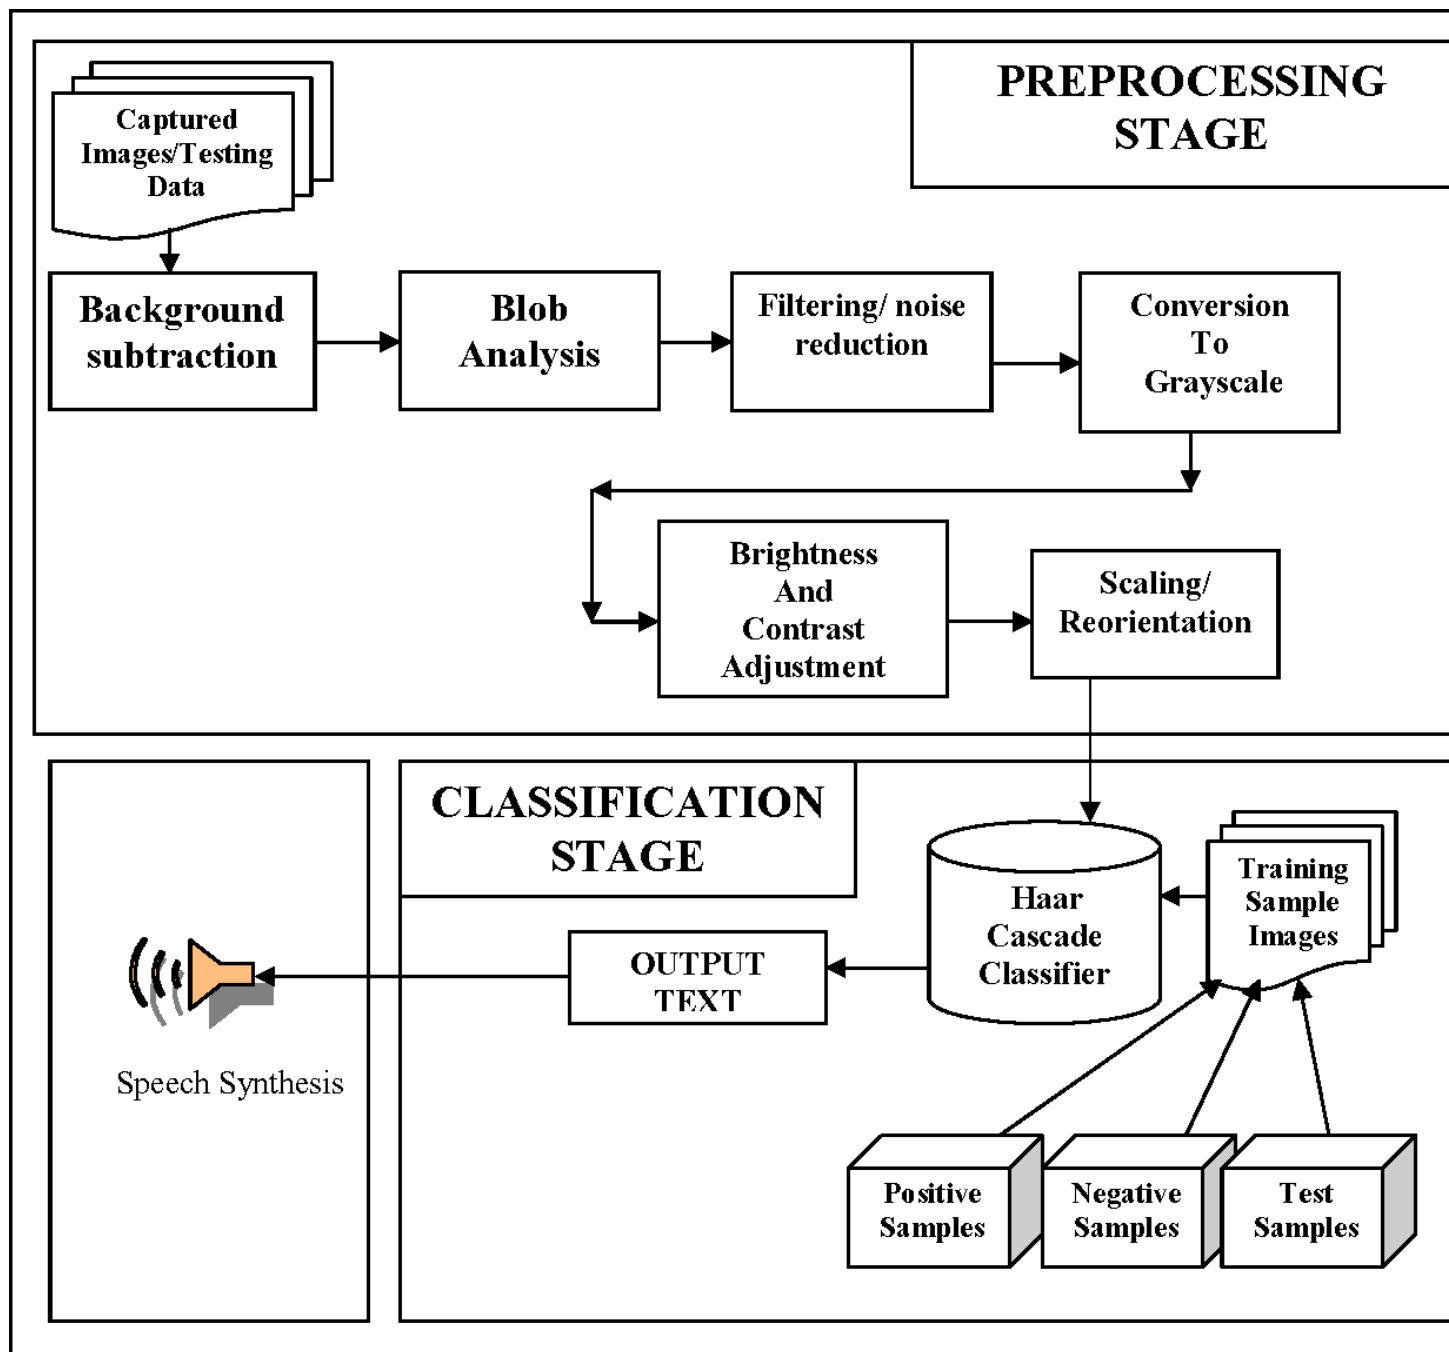 PREPROCESSING
STAGE
Captured
Images/Testing
Data
Background
subtraction
Blob
Analysis
Filtering/ noise
reduction
Conversion
To
Grayscale
Brightness
And
Contrast
Adjustment
Scaling/
Reorientation
CLASSIFICATION
STAGE
Haar
Cascade
Classifier
Training
Sample
Images
OUTPUT
TEXT
Speech Synthesis
Positive
Samples
Negative
Samples
Test
Samples